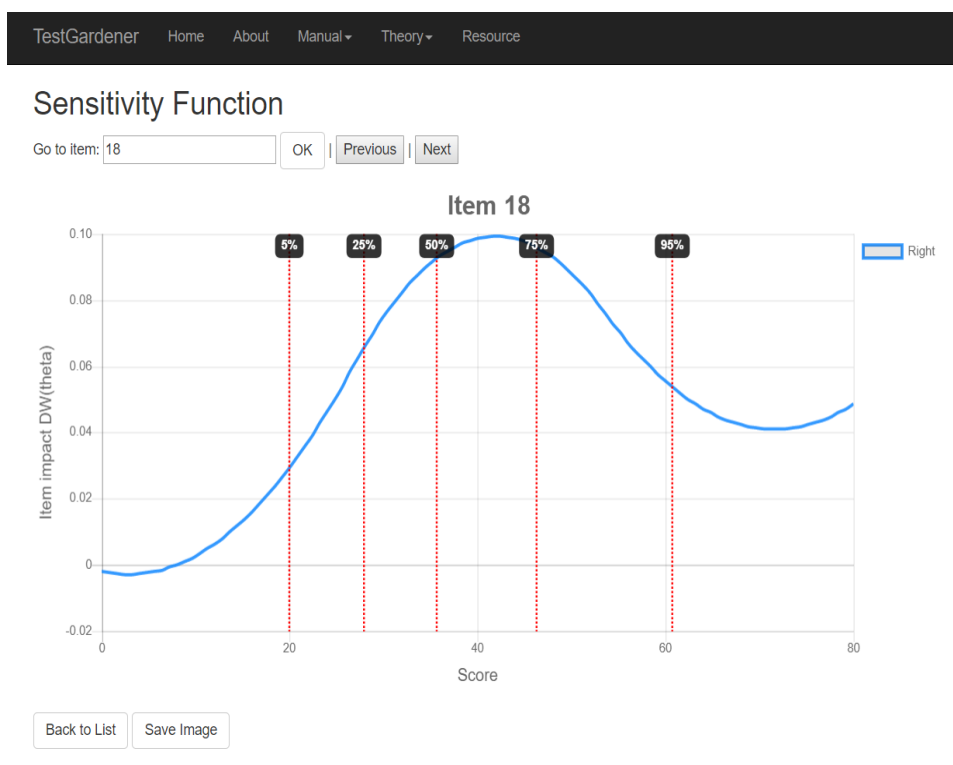 TestGardener Home About Manual Theory Resource
Sensitivity Function
Go to item: 18 OK | Previous | Next
Item 18
0.10
5% 25% 50% 75% 95%
Right
0.08
0.06
0.04
0.02
0
-0.02
Item impact DW(theta)
0 20 40 60 80
Score
Back to List Save Image